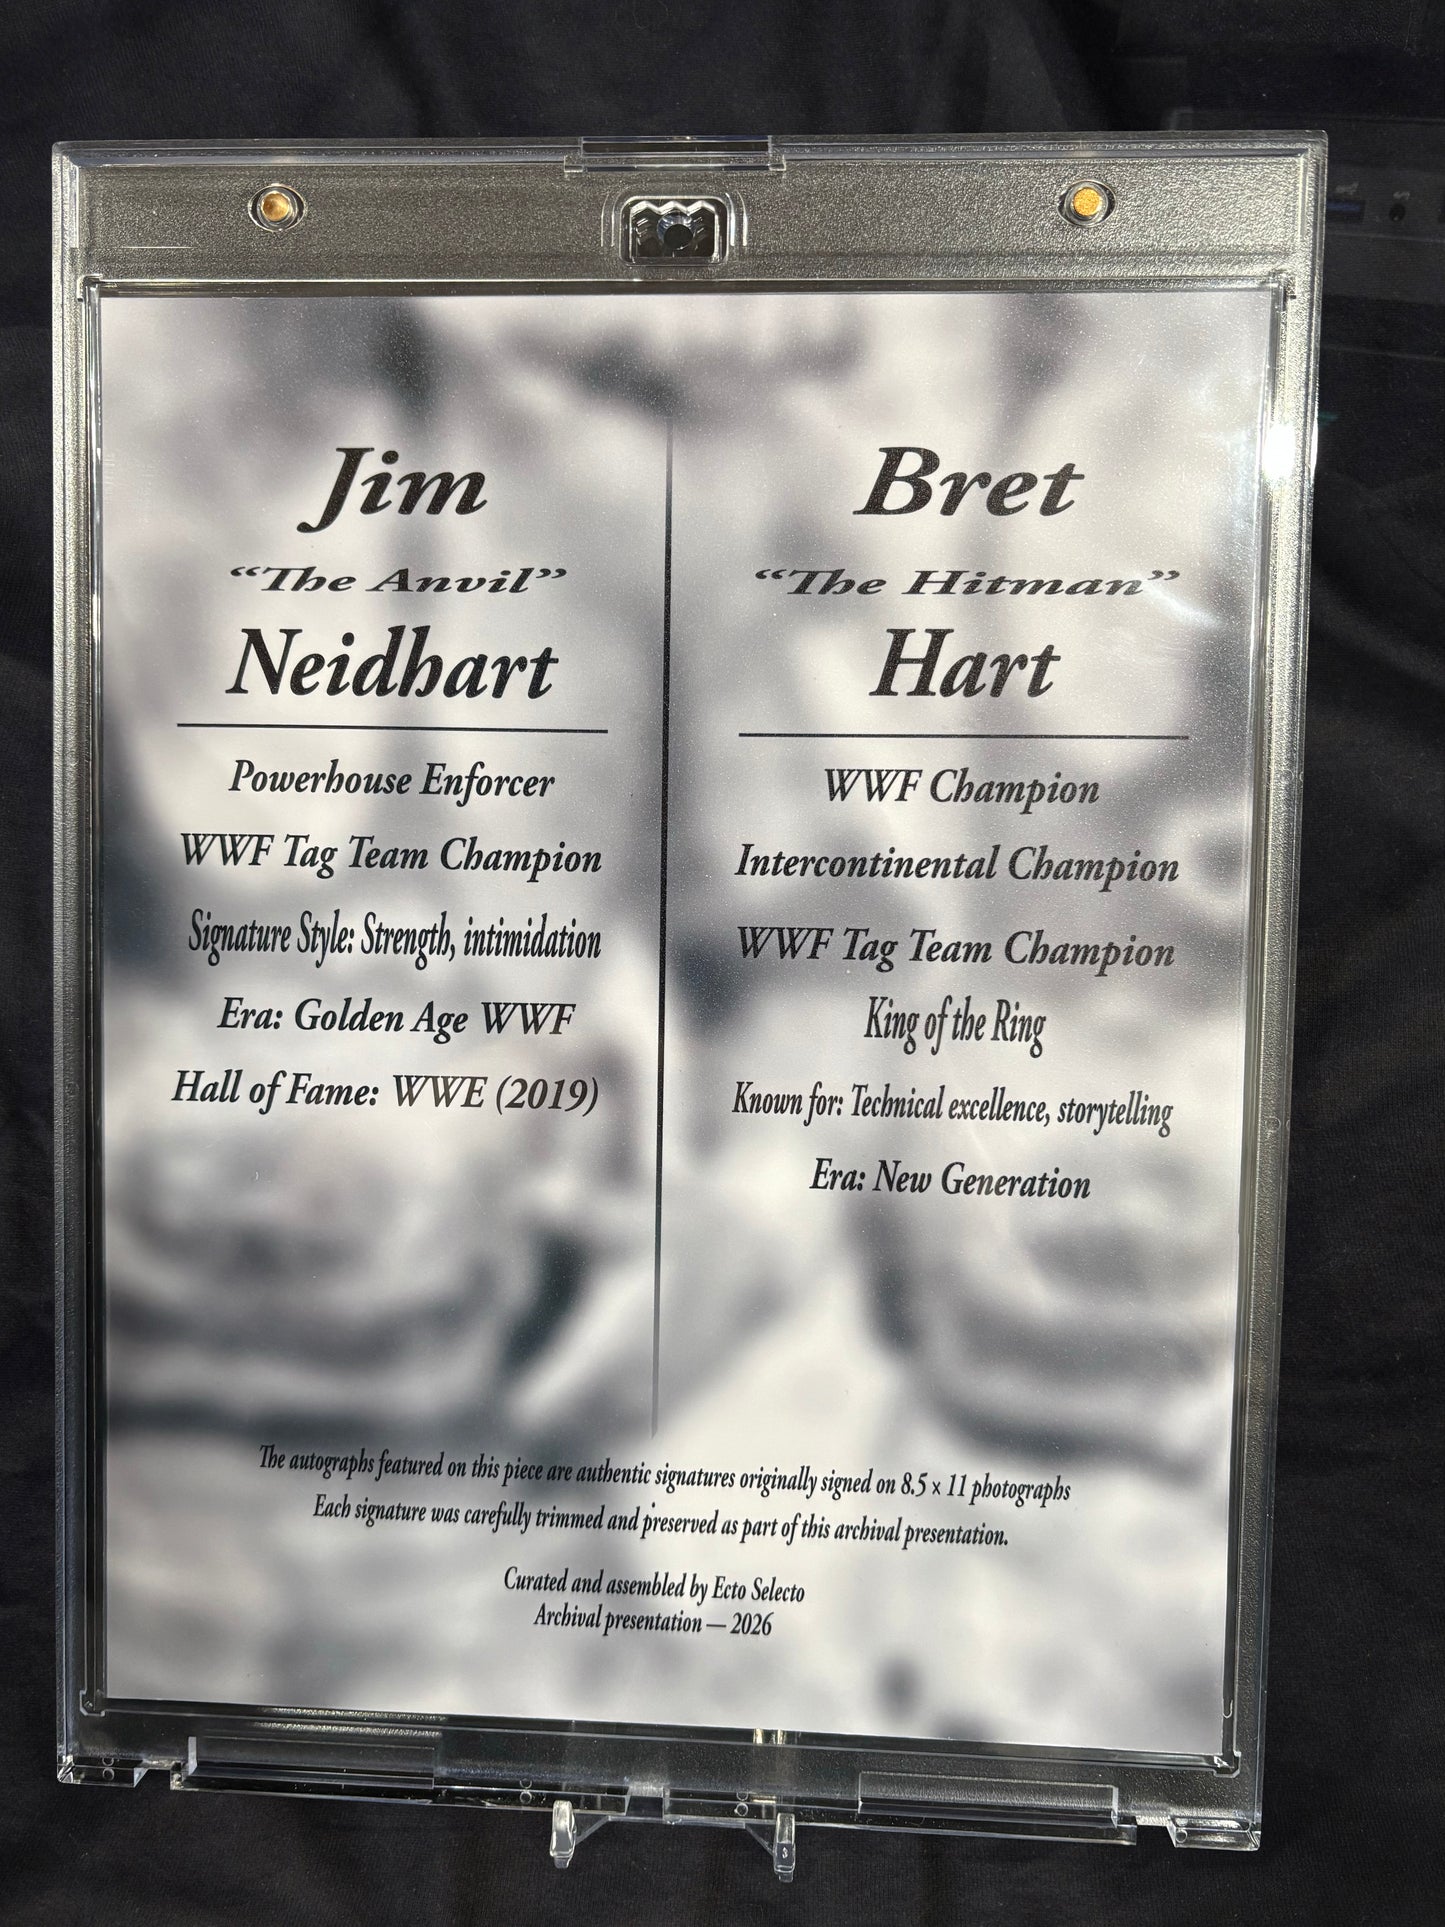 Jim
“The Anvil”
Neidhart
Powerhouse Enforcer
WWF Tag Team Champion
Signature Style: Strength, intimidation
Era: Golden Age WWF
Hall of Fame: WWE (2019)
Bret
“The Hitman”
Hart
WWF Champion
Intercontinental Champion
WWF Tag Team Champion
King of the Ring
Known for: Technical excellence, storytelling
Era: New Generation
The autographs featured on this piece are authentic signatures originally signed on 8.5 × 11 photographs
Each signature was carefully trimmed and preserved as part of this archival presentation.
Curated and assembled by Ecto Selecto
Archival presentation — 2026